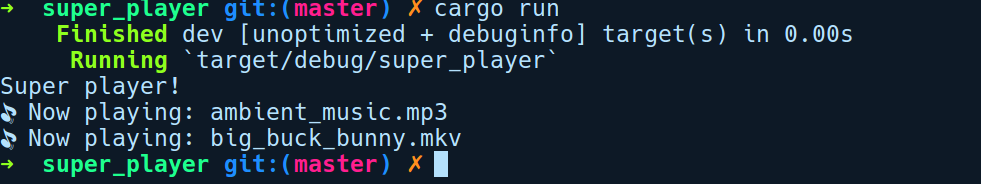 ➜ super_player git:(master) ✗ cargo run
Finished dev [unoptimized + debuginfo] target(s) in 0.00s
Running `target/debug/super_player`
Super player!
🎵 Now playing: ambient_music.mp3
🎵 Now playing: big_buck_bunny.mkv
➜ super_player git:(master) ✗